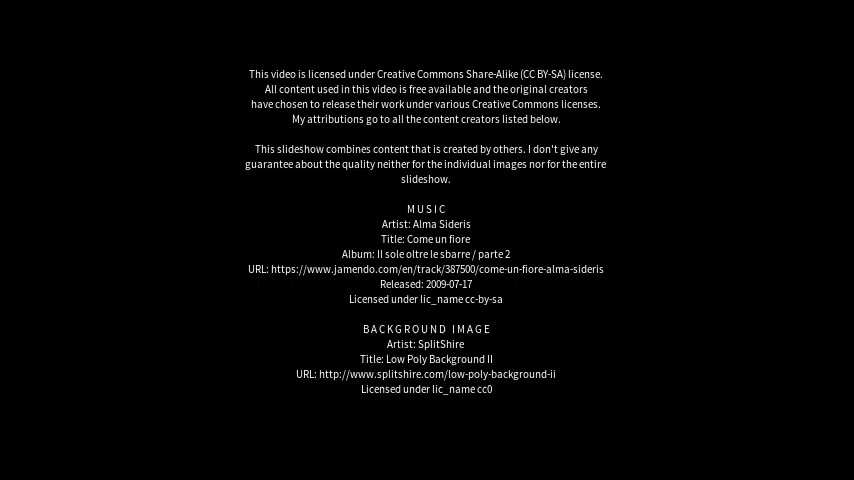 This video is licensed under Creative Commons Share-Alike (CC BY-SA) license.
All content used in this video is free available and the original creators
have chosen to release their work under various Creative Commons licenses.
My attributions go to all the content creators listed below.
This slideshow combines content that is created by others. I don't give any
guarantee about the quality neither for the individual images nor for the entire
slideshow.
MUSIC
Artist: Alma Sideris
Title: Come un fiore
Album: Il sole oltre le sbarre / parte 2
URL: https://www.jamendo.com/en/track/387500/come-un-fiore-alma-sideris
Released: 2009-07-17
Licensed under lic_name cc-by-sa
BACKGROUND IMAGE
Artist: SplitShire
Title: Low Poly Background II
URL: http://www.splitshire.com/low-poly-background-ii
Licensed under lic_name cc0